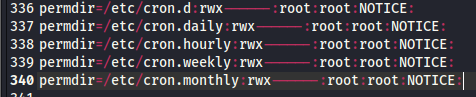 336 permdir=/etc/cron.d:rwx------:root:root:NOTICE:
337 permdir=/etc/cron.daily:rwx------:root:root:NOTICE:
338 permdir=/etc/cron.hourly:rwx------:root:root:NOTICE:
339 permdir=/etc/cron.weekly:rwx------:root:root:NOTICE:
340 permdir=/etc/cron.monthly:rwx------:root:root:NOTICE: